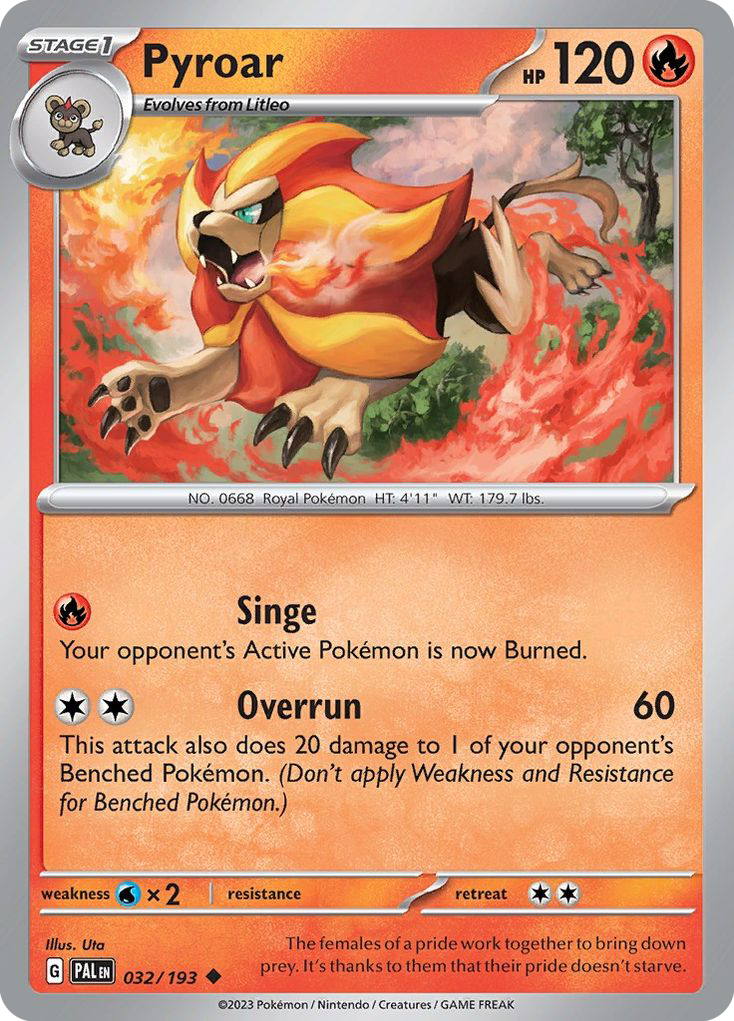 STAGE 1
Pyroar
HP 120
Evolves from Litleo
NO. 0668 Royal Pokémon HT: 4'11" WT: 179.7 lbs.
Singe
Your opponent's Active Pokémon is now Burned.
Overrun 60
This attack also does 20 damage to 1 of your opponent's
Benched Pokémon. (Don't apply Weakness and Resistance
for Benched Pokémon.)
weakness ×2 resistance retreat
Illus. Uta
The females of a pride work together to bring down
prey. It's thanks to them that their pride doesn't starve.
G PAL EN 032/193
©2023 Pokémon / Nintendo / Creatures / GAME FREAK